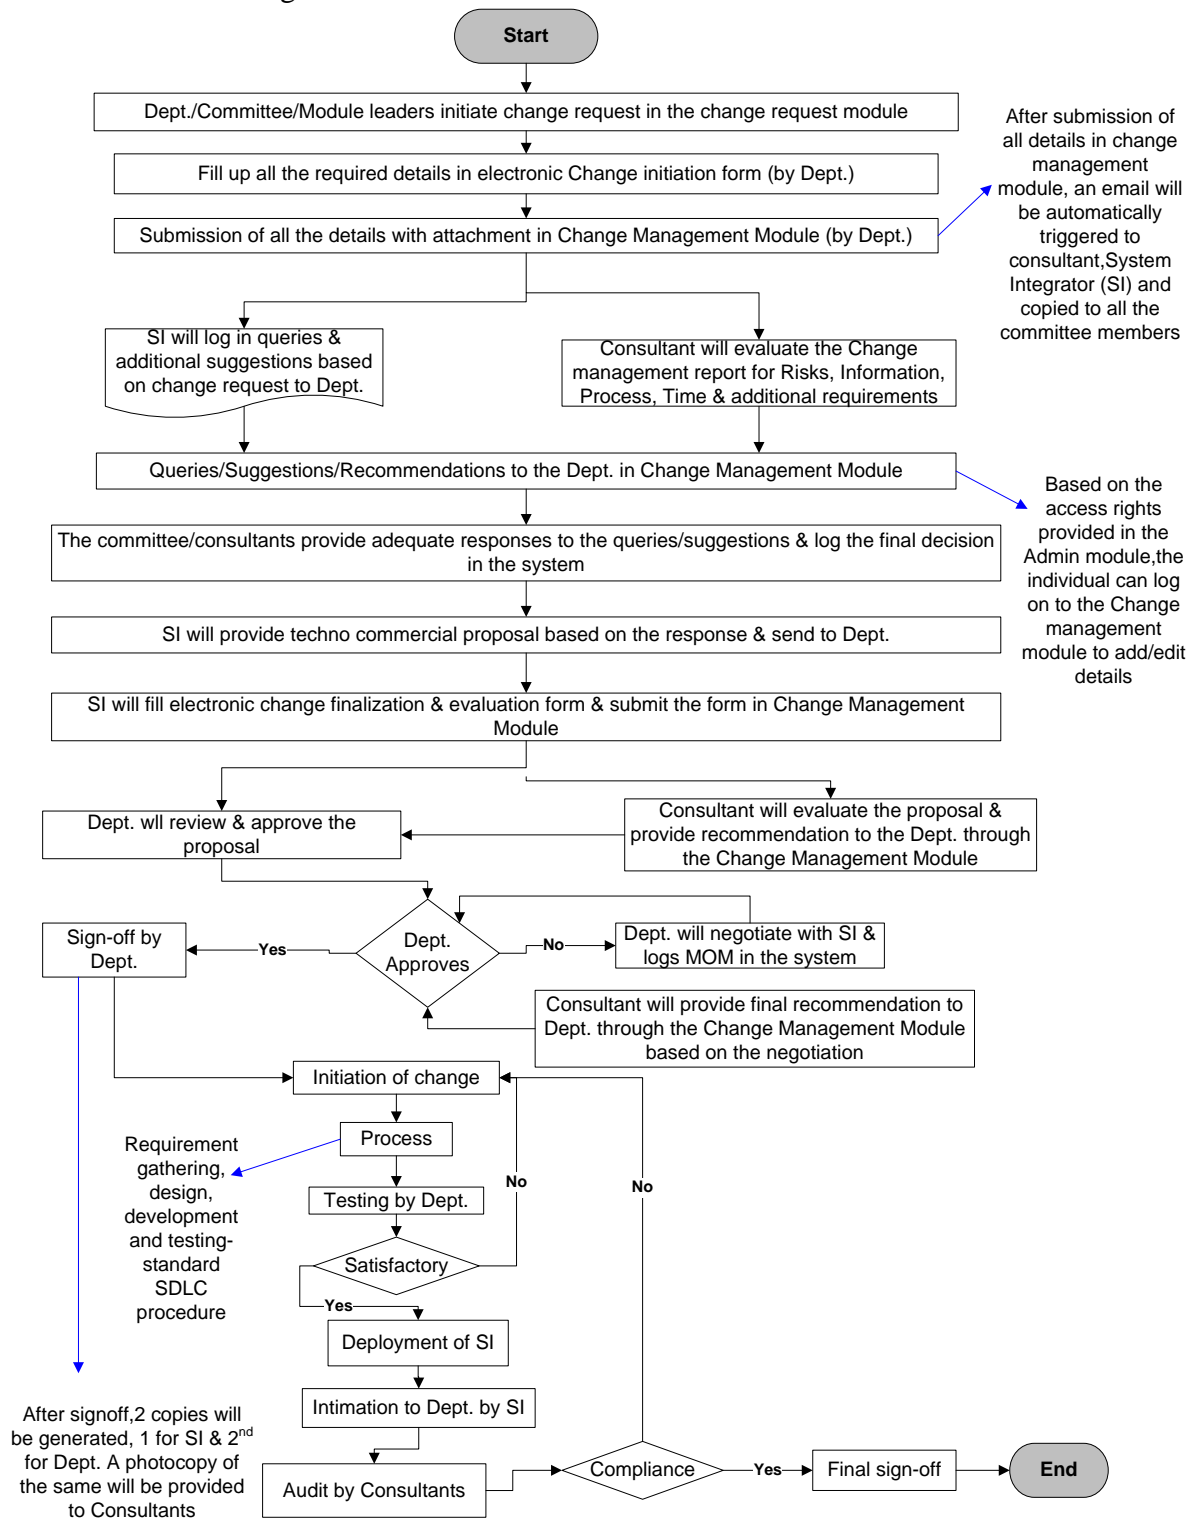 Start
Dept./Committee/Module leaders initiate change request in the change request module
Fill up all the required details in electronic Change initiation form (by Dept.)
Submission of all the details with attachment in Change Management Module (by Dept.)
After submission of
all details in change
management
module, an email will
be automatically
triggered to
consultant,System
Integrator (SI) and
copied to all the
committee members
SI will log in queries &
additional suggestions based
on change request to Dept.
Consultant will evaluate the Change
management report for Risks, Information,
Process, Time & additional requirements
Queries/Suggestions/Recommendations to the Dept. in Change Management Module
Based on the
access rights
provided in the
Admin module,the
individual can log
on to the Change
management
module to add/edit
details
The committee/consultants provide adequate responses to the queries/suggestions & log the final decision
in the system
SI will provide techno commercial proposal based on the response & send to Dept.
SI will fill electronic change finalization & evaluation form & submit the form in Change Management
Module
Dept. wll review & approve the
proposal
Consultant will evaluate the proposal &
provide recommendation to the Dept. through
the Change Management Module
Sign-off by
Dept.
Yes
Dept.
Approves
No
Dept. will negotiate with SI &
logs MOM in the system
Consultant will provide final recommendation to
Dept. through the Change Management Module
based on the negotiation
Initiation of change
Process
Requirement
gathering,
design,
development
and testing-
standard
SDLC
procedure
Testing by Dept.
No
No
Satisfactory
Yes
Deployment of SI
Intimation to Dept. by SI
After signoff,2 copies will
be generated, 1 for SI & 2nd
for Dept. A photocopy of
the same will be provided
to Consultants
Audit by Consultants
Compliance
Yes
Final sign-off
End